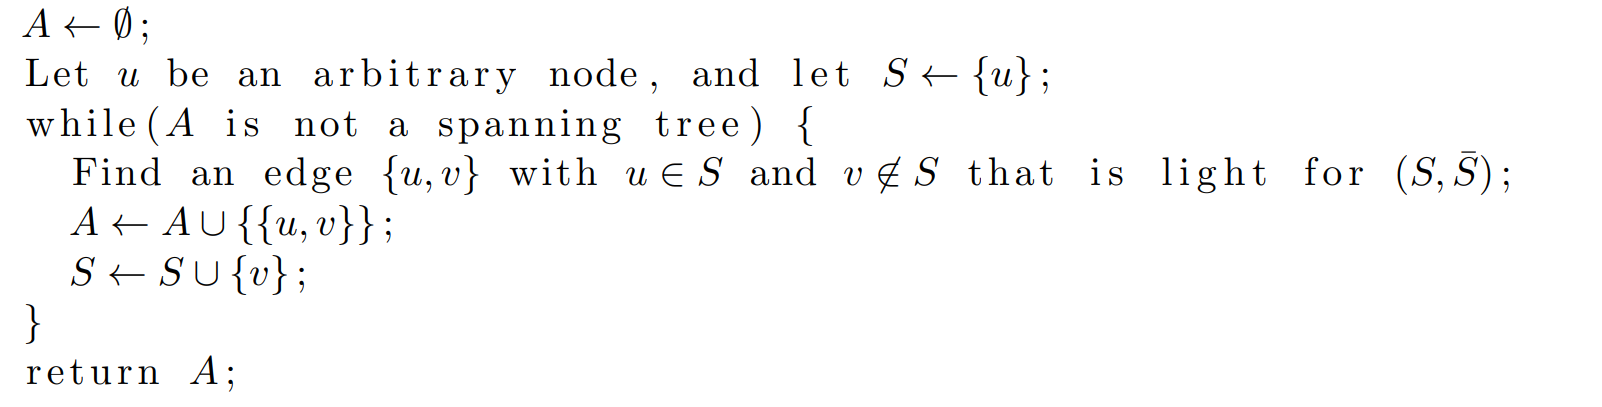 A ← ∅;
Let u be an arbitrary node, and let S ← {u};
while(A is not a spanning tree) {
Find an edge {u, v} with u ∈ S and v ∉ S that is light for (S, S̄);
A ← A ∪ {{u, v}};
S ← S ∪ {v};
}
return A;